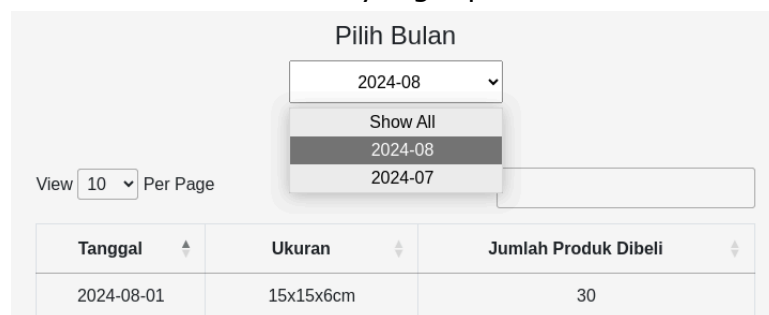 Pilih Bulan
2024-08
Show All
2024-08
2024-07
View 10 Per Page
Tanggal Ukuran Jumlah Produk Dibeli
2024-08-01 15x15x6cm 30